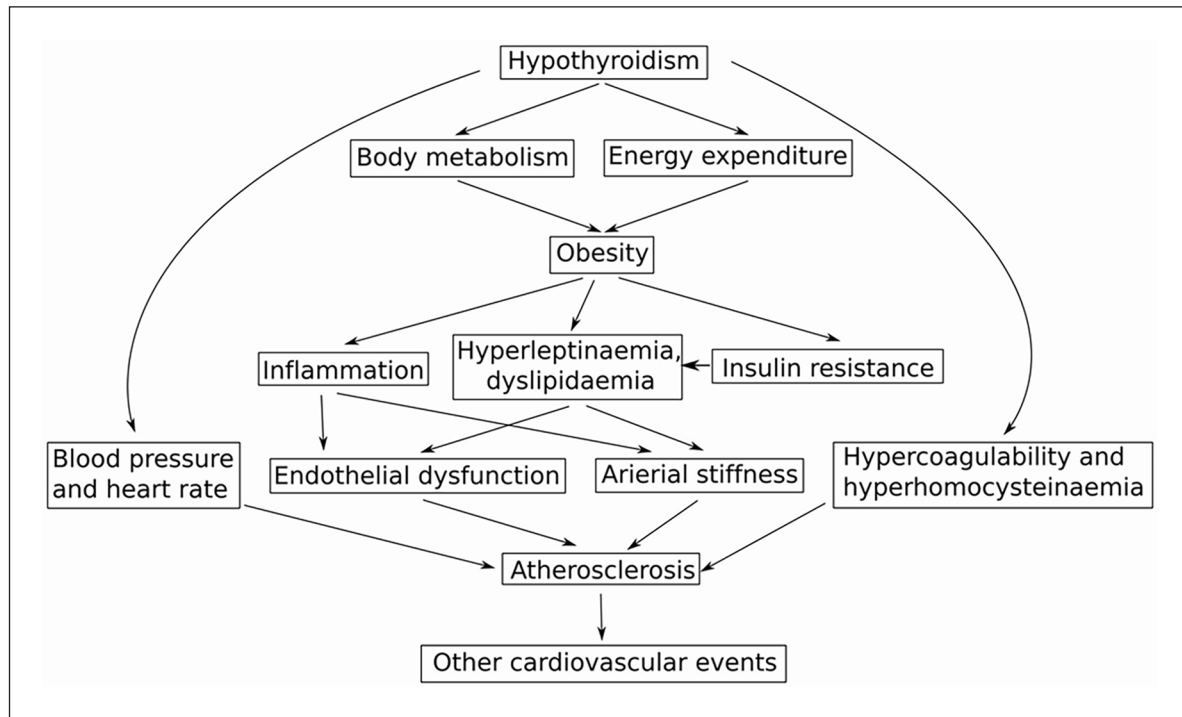 Hypothyroidism
Body metabolism
Energy expenditure
Obesity
Inflammation
Hyperleptinaemia,
dyslipidaemia
Insulin resistance
Blood pressure
and heart rate
Endothelial dysfunction
Arierial stiffness
Hypercoagulability and
hyperhomocysteinaemia
Atherosclerosis
Other cardiovascular events